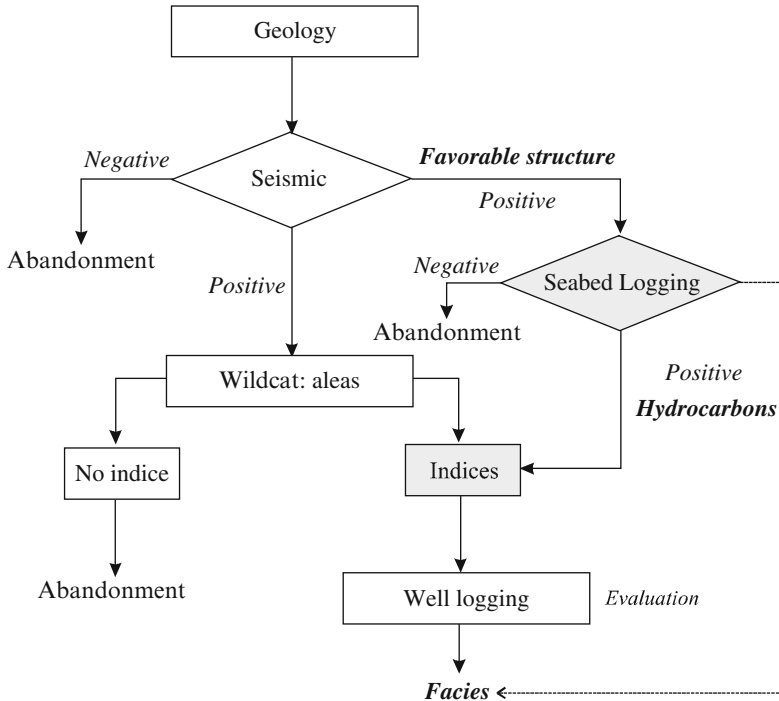 Geology
Negative
Favorable structure
Seismic
Positive
Abandonment
Positive
Negative
Seabed Logging
Abandonment
Wildcat: aleas
Positive
Hydrocarbons
No indice
Indices
Abandonment
Well logging
Evaluation
Facies